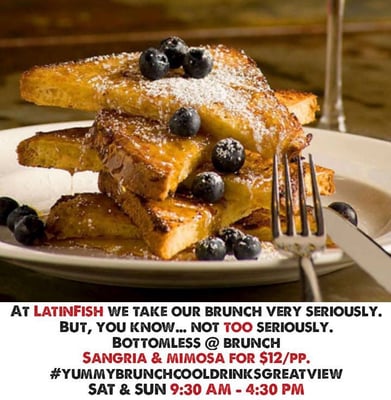 At LatinFish we take our brunch very seriously.
But, you know... not too seriously.
Bottomless @ brunch
Sangria & mimosa for $12/pp.
#yummybrunchcooldrinksgreatview
Sat & Sun 9:30 AM - 4:30 PM